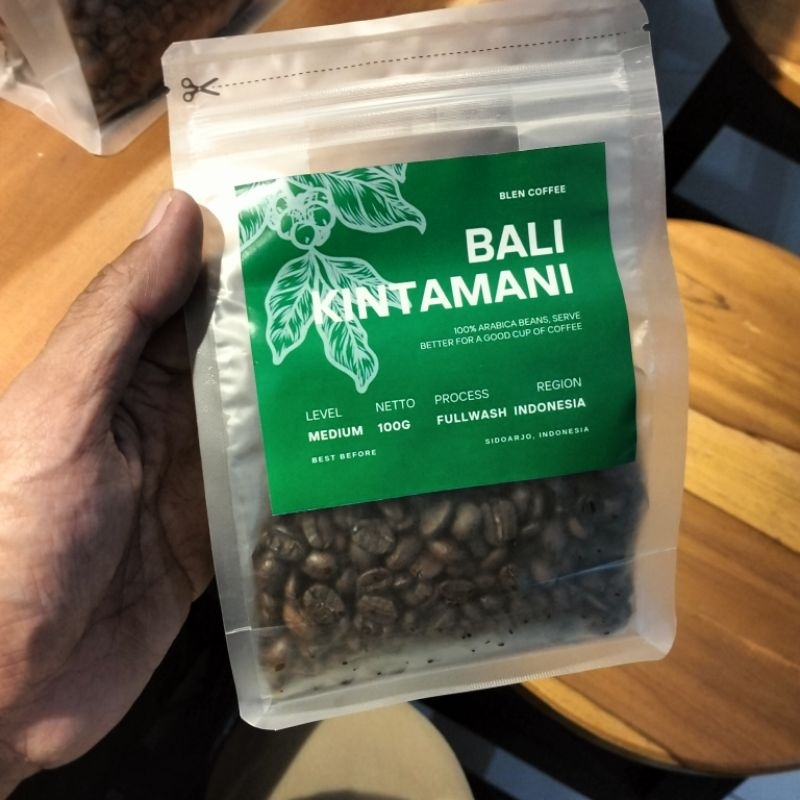 BLEN COFFEE
BALI
KINTAMANI
100% ARABICA BEANS, SERVE
BETTER FOR A GOOD CUP OF COFFEE
LEVEL NETTO PROCESS REGION
MEDIUM 100G FULLWASH INDONESIA
BEST BEFORE
SIDOARJO, INDONESIA